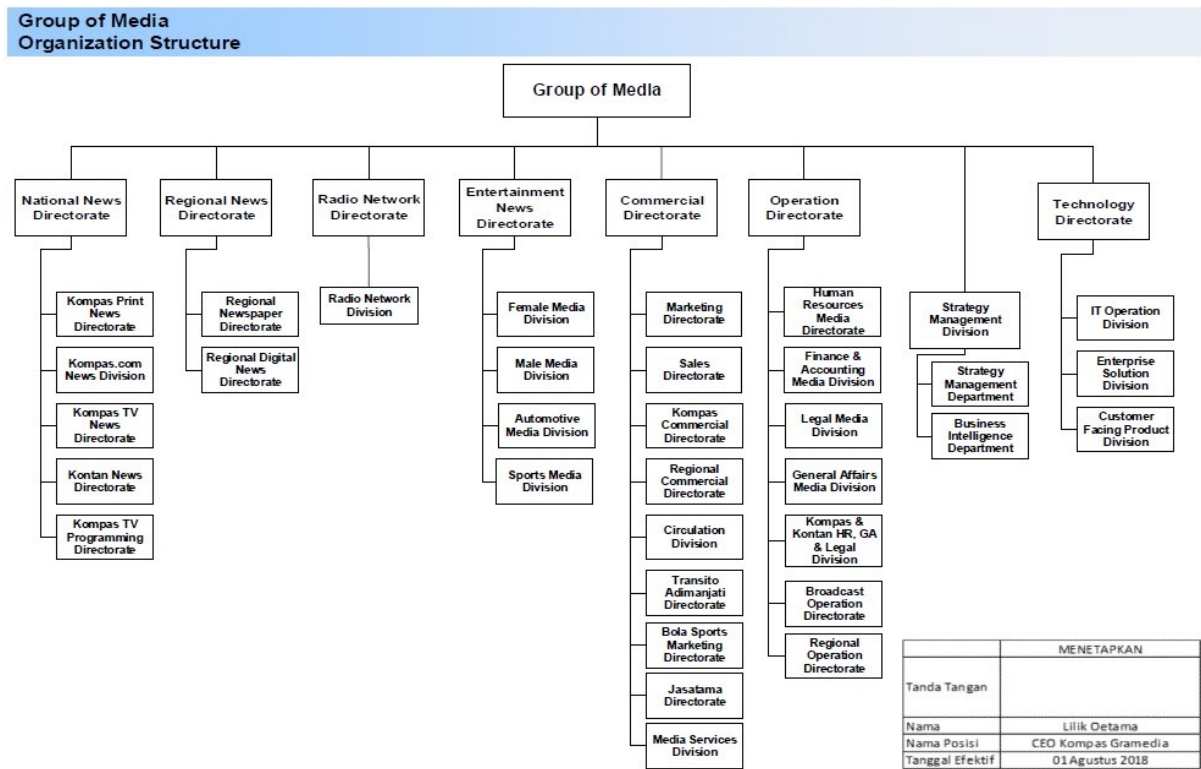 Group of Media
Organization Structure
Group of Media
National News
Directorate
Regional News
Directorate
Radio Network
Directorate
Entertainment
News
Directorate
Commercial
Directorate
Operation
Directorate
Technology
Directorate
Kompas Print
News
Directorate
Kompas.com
News Division
Kompas TV
News
Directorate
Kontan News
Directorate
Kompas TV
Programming
Directorate
Regional
Newspaper
Directorate
Regional Digital
News
Directorate
Radio Network
Division
Female Media
Division
Male Media
Division
Automotive
Media Division
Sports Media
Division
Marketing
Directorate
Sales
Directorate
Kompas
Commercial
Directorate
Regional
Commercial
Directorate
Circulation
Division
Transito
Adimanjati
Directorate
Bola Sports
Marketing
Directorate
Jasatama
Directorate
Media Services
Division
Human
Resources
Media
Directorate
Finance &
Accounting
Media Division
Legal Media
Division
General Affairs
Media Division
Kompas &
Kontan HR, GA
& Legal
Division
Broadcast
Operation
Directorate
Regional
Operation
Directorate
Strategy
Management
Division
Strategy
Management
Department
Business
Intelligence
Department
IT Operation
Division
Enterprise
Solution
Division
Customer
Facing Product
Division
MENETAPKAN
Tanda Tangan
Nama Lilik Oetama
Nama Posisi CEO Kompas Gramedia
Tanggal Efektif 01 Agustus 2018